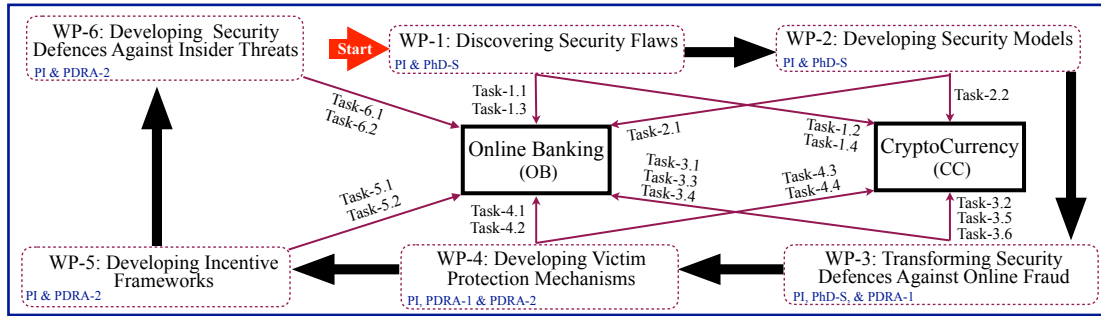 WP-6: Developing Security
Defences Against Insider Threats
PI & PDRA-2
Start
WP-1: Discovering Security Flaws
PI & PhD-S
WP-2: Developing Security Models
PI & PhD-S
Task-6.1
Task-6.2
Task-1.1
Task-1.3
Task-2.1
Task-1.2
Task-1.4
Task-2.2
Online Banking
(OB)
CryptoCurrency
(CC)
Task-5.1
Task-5.2
Task-4.1
Task-4.2
Task-3.1
Task-3.3
Task-3.4
Task-4.3
Task-4.4
Task-3.2
Task-3.5
Task-3.6
WP-5: Developing Incentive
Frameworks
PI & PDRA-2
WP-4: Developing Victim
Protection Mechanisms
PI, PDRA-1 & PDRA-2
WP-3: Transforming Security
Defences Against Online Fraud
PI, PhD-S, & PDRA-1